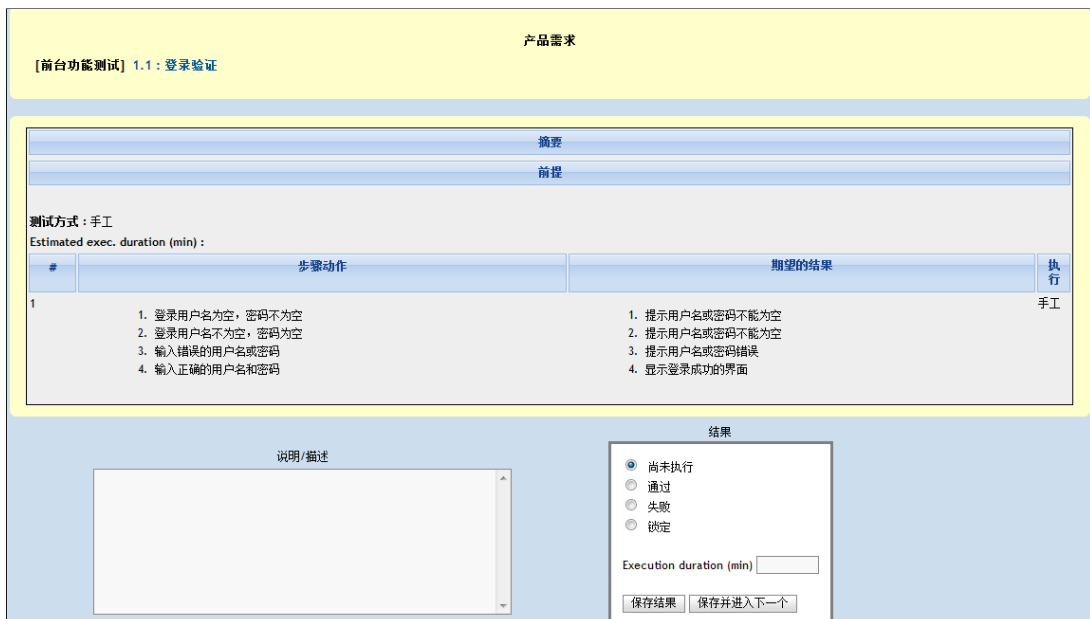 产品需求
[前台功能测试] 1.1 : 登录验证
摘要
前提
测试方式 : 手工
Estimated exec. duration (min) :
# 步骤动作 期望的结果 执行
1 手工
1. 登录用户名为空，密码不为空 1. 提示用户名或密码不能为空
2. 登录用户名不为空，密码为空 2. 提示用户名或密码不能为空
3. 输入错误的用户名或密码 3. 提示用户名或密码错误
4. 输入正确的用户名和密码 4. 显示登录成功的界面
结果
说明/描述
尚未执行
通过
失败
锁定
Execution duration (min)
保存结果 保存并进入下一个